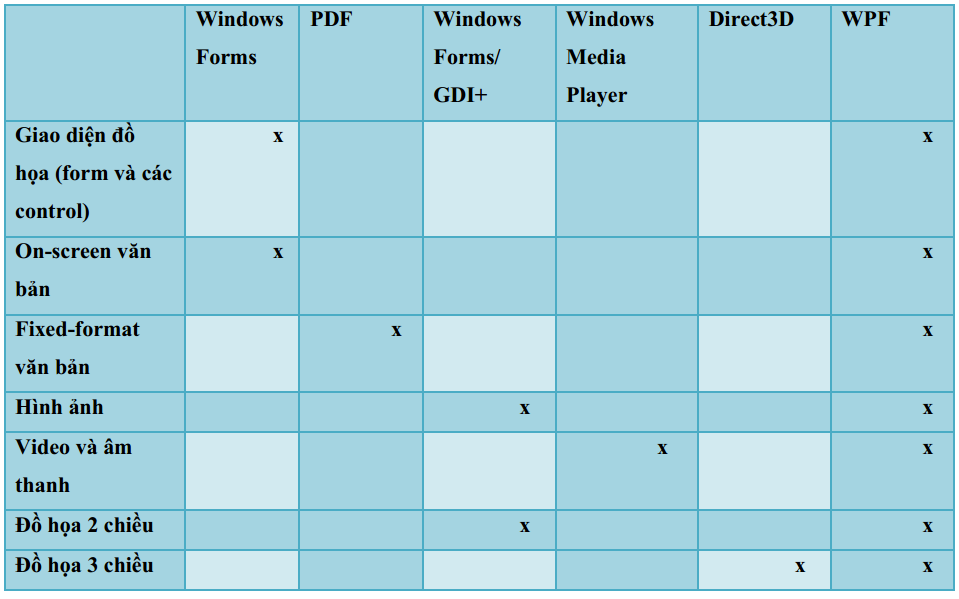 Windows Forms PDF Windows Forms/ GDI+ Windows Media Player Direct3D WPF
Giao diện đồ họa (form và các control) x x
On-screen văn bản x x
Fixed-format văn bản x x
Hình ảnh x x
Video và âm thanh x x
Đồ họa 2 chiều x x
Đồ họa 3 chiều x x